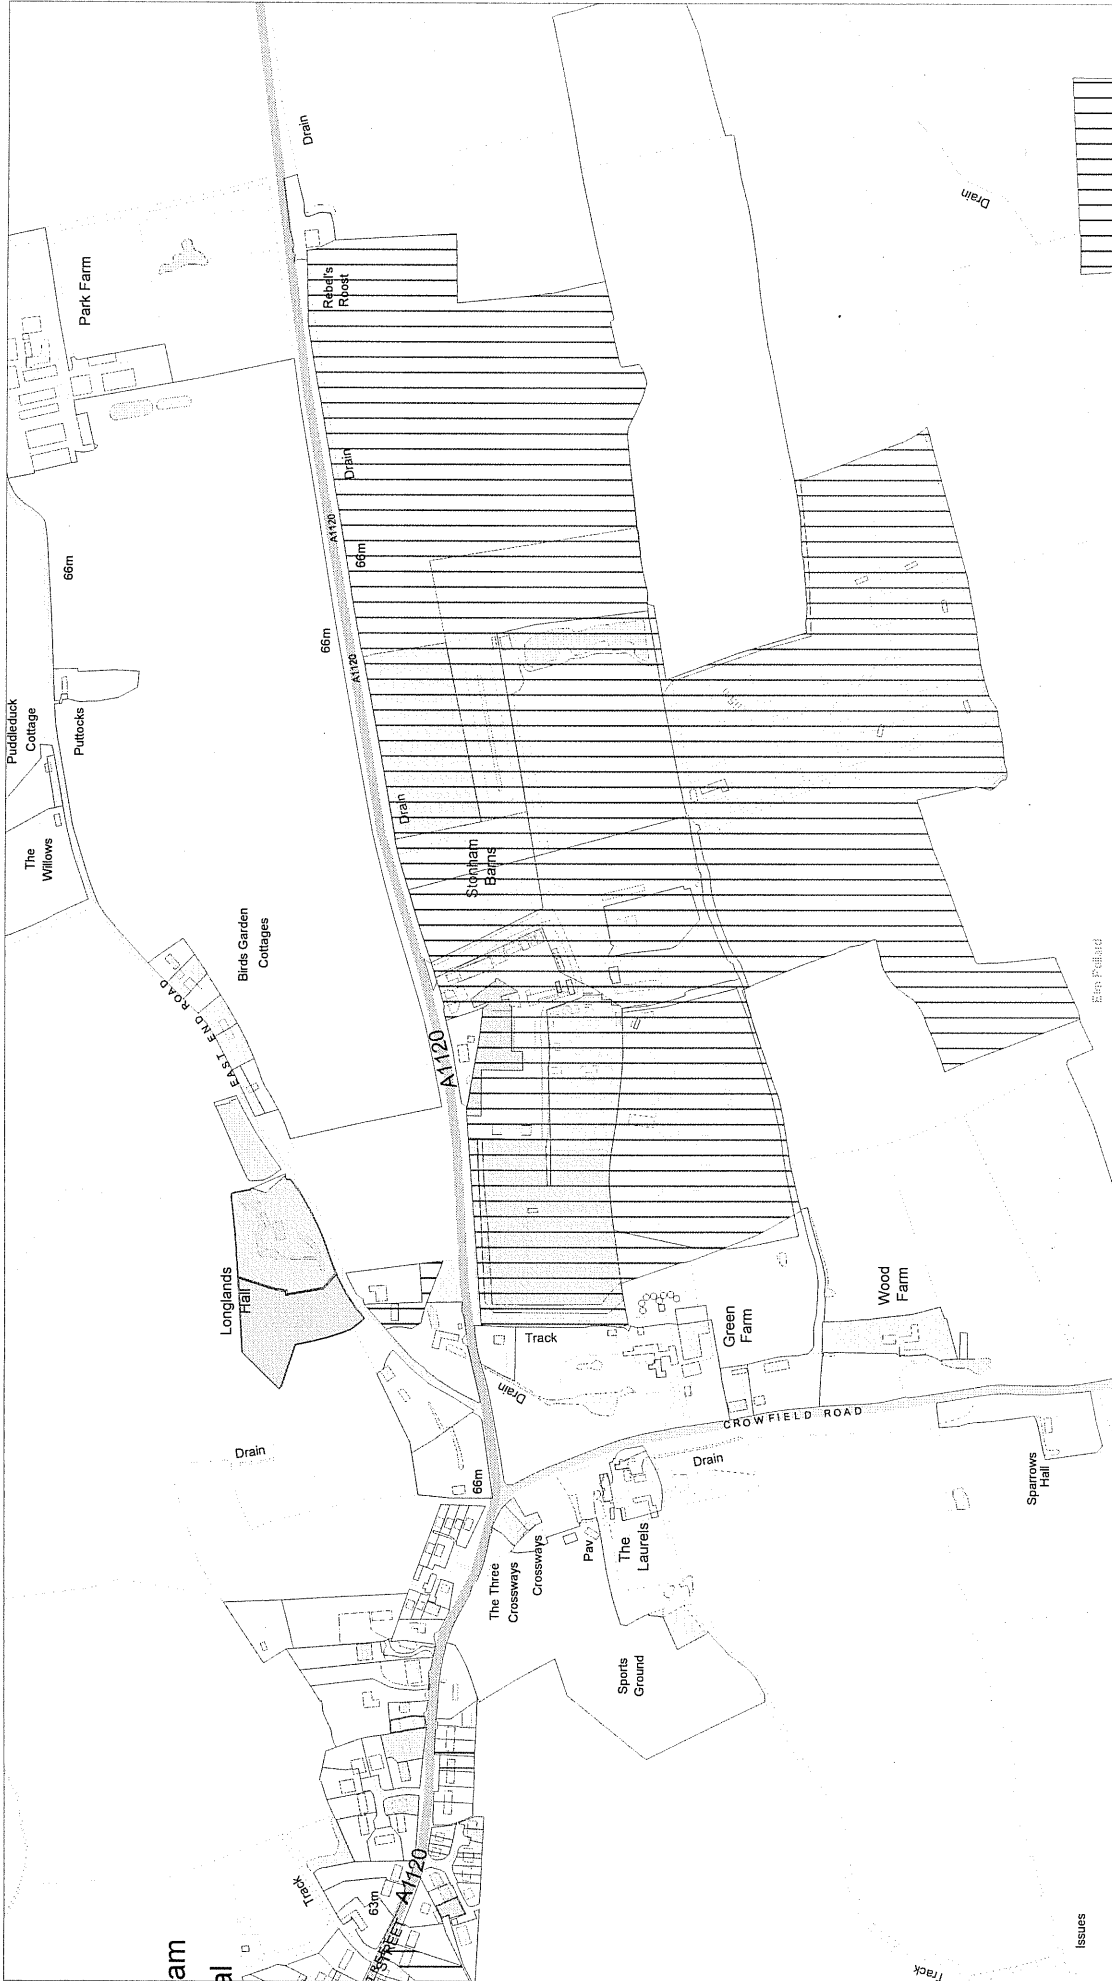 Drain
Park Farm
Rebel's
Roost
Drain
Drain
A1120
66m
66m
66m
A1120
Puddleduck
Cottage
Puttocks
The
Willows
Drain
Stonham
Barns
Birds Garden
Cottages
EAST END ROAD
A1120
Elm Pollard
Longlands
Hall
Track
Green
Farm
Wood
Farm
Drain
CROWFIELD ROAD
Drain
66m
Drain
Sparrows
Hall
The Three
Crossways
Crossways
Pav
The
Laurels
Sports
Ground
Track
63m
A1120
STREET
am
al
Track
Issues